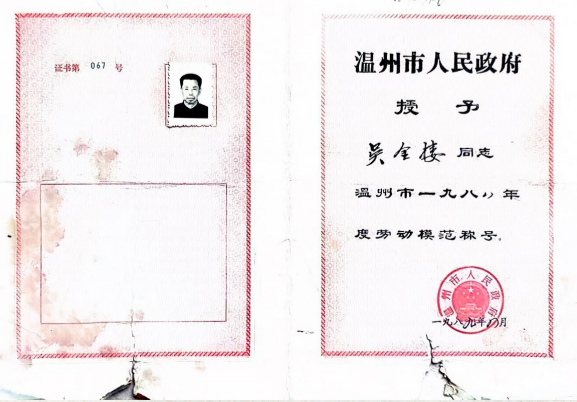 证书第 067 号
温州市人民政府
授予
吴全楼 同志
温州市一九八八年
度劳动模范称号。
温州市人民政府
一九八九年 月